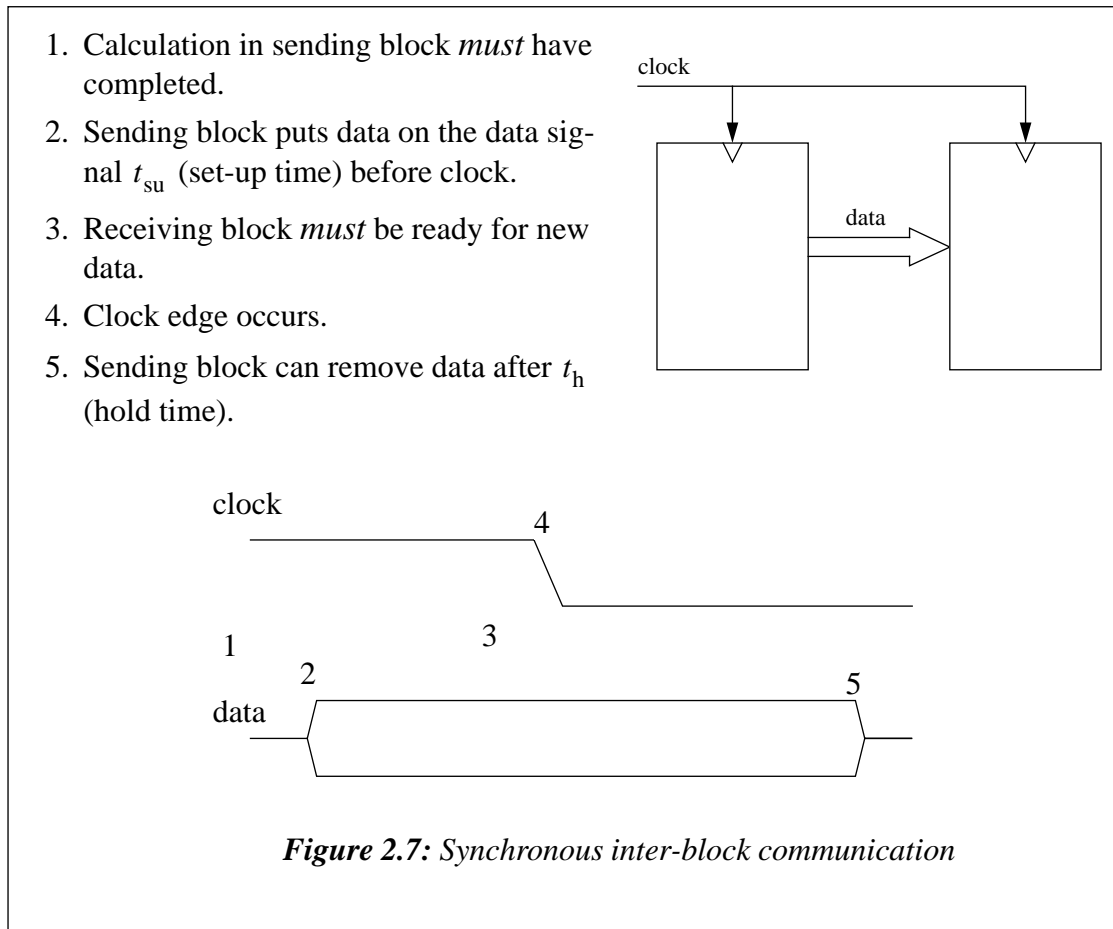 1. Calculation in sending block must have
completed.
2. Sending block puts data on the data sig-
nal t_su (set-up time) before clock.
3. Receiving block must be ready for new
data.
4. Clock edge occurs.
5. Sending block can remove data after t_h
(hold time).
clock
data
clock
4
3
1
2
5
data
Figure 2.7: Synchronous inter-block communication